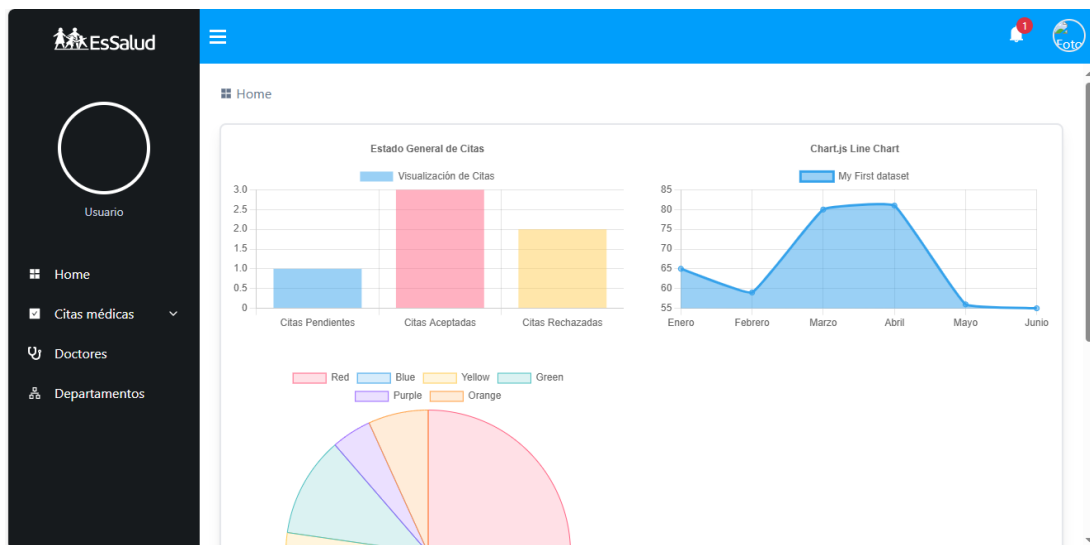 EsSalud
1
Foto
Usuario
Home
Citas médicas
Doctores
Departamentos
Home
Estado General de Citas
Visualización de Citas
3.0
2.5
2.0
1.5
1.0
0.5
0
Citas Pendientes Citas Aceptadas Citas Rechazadas
Chart.js Line Chart
My First dataset
85
80
75
70
65
60
55
Enero Febrero Marzo Abril Mayo Junio
Red Blue Yellow Green
Purple Orange